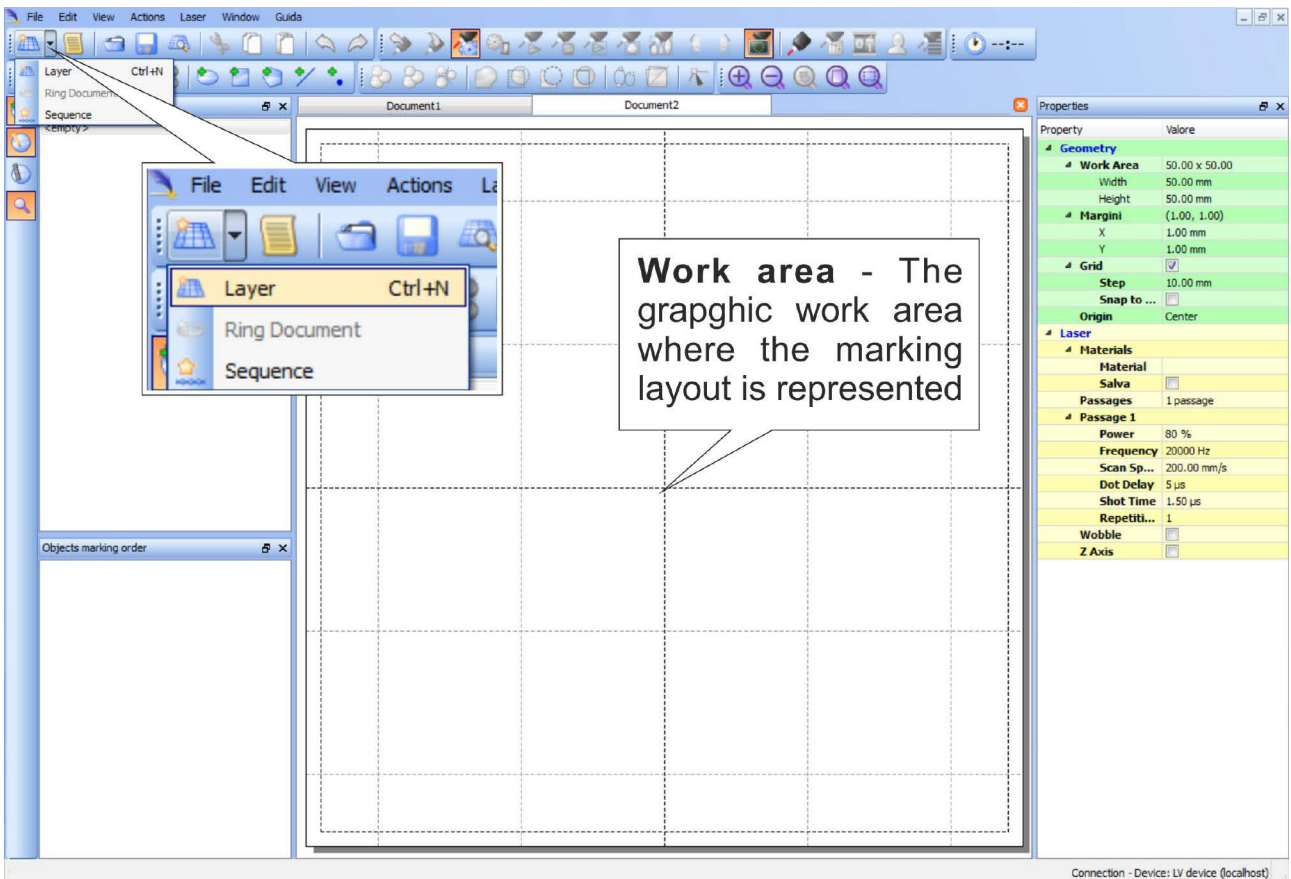 File Edit View Actions Laser Window Guida
--:--
Layer Ctrl+N
Ring Document
Sequence
<empty>
Document1 Document2
File Edit View Actions La
Layer Ctrl+N
Ring Document
Sequence
Work area - The
grapghic work area
where the marking
layout is represented
Objects marking order
Properties
Property Valore
Geometry
Work Area 50.00 x 50.00
Width 50.00 mm
Height 50.00 mm
Margini (1.00, 1.00)
X 1.00 mm
Y 1.00 mm
Grid
Step 10.00 mm
Snap to ...
Origin Center
Laser
Materials
Material
Salva
Passages 1 passage
Passage 1
Power 80 %
Frequency 20000 Hz
Scan Sp... 200.00 mm/s
Dot Delay 5 µs
Shot Time 1.50 µs
Repetiti... 1
Wobble
Z Axis
Connection - Device: LV device (localhost)